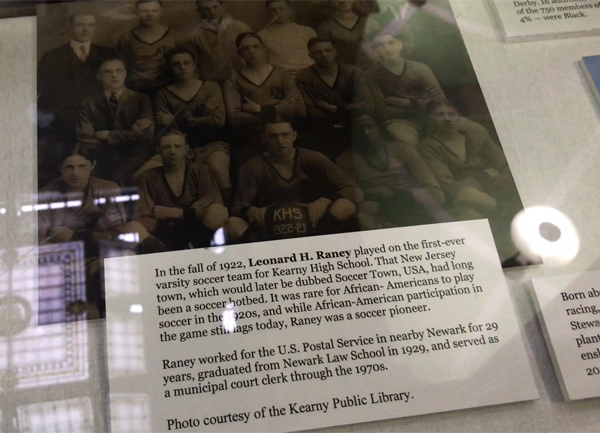 Derby. In
of the 750 members of
4% — were Black.
KHS
1922-23
In the fall of 1922, Leonard H. Raney played on the first-ever
varsity soccer team for Kearny High School. That New Jersey
town, which would later be dubbed Soccer Town, USA, had long
been a soccer hotbed. It was rare for African- Americans to play
soccer in the 1920s, and while African-American participation in
the game still lags today, Raney was a soccer pioneer.
Raney worked for the U.S. Postal Service in nearby Newark for 29
years, graduated from Newark Law School in 1929, and served as
a municipal court clerk through the 1970s.
Photo courtesy of the Kearny Public Library.
Born ab
racing,
Stewa
plant
ensl
20